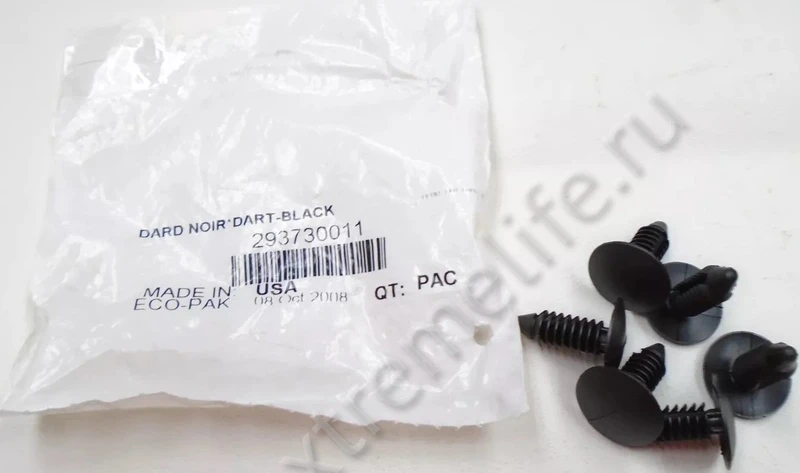 DARD NOIR*DART-BLACK
293730011
MADE IN: USA
ECO-PAK 08 Oct 2008 QT: PAC
xtremelife.ru